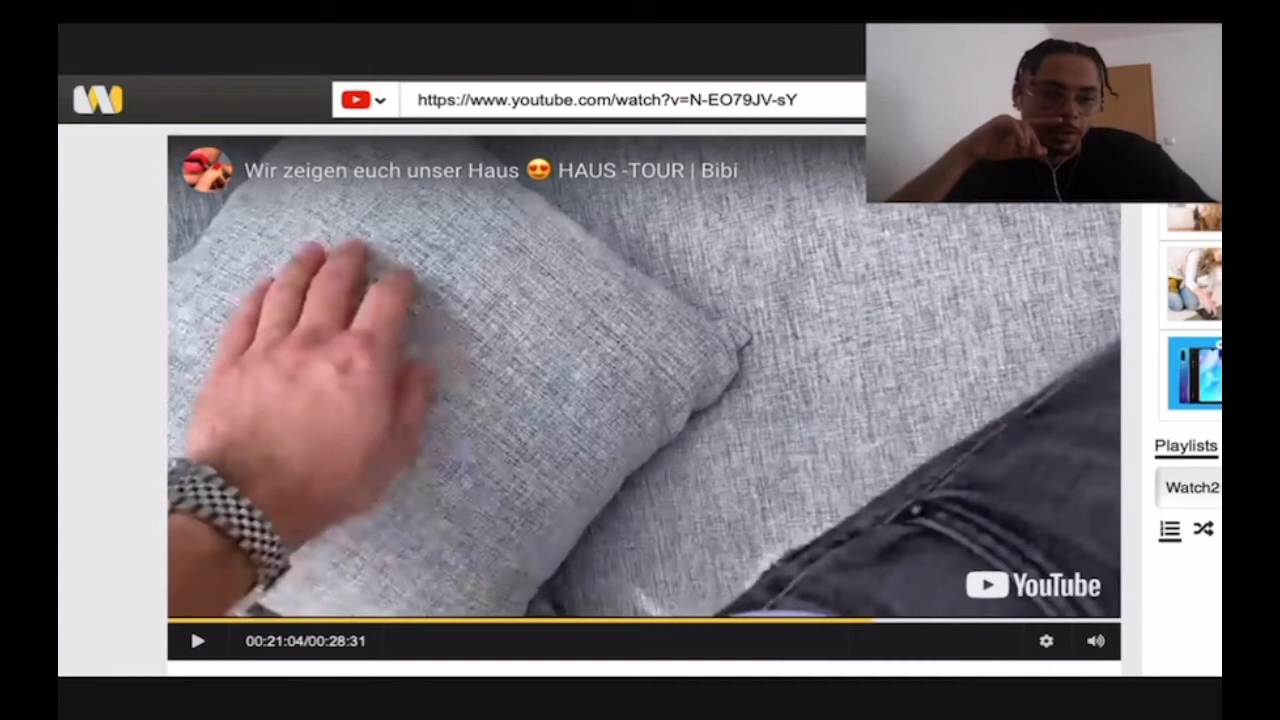 https://www.youtube.com/watch?v=N-EO79JV-sY
Wir zeigen euch unser Haus 😍 HAUS -TOUR | Bibi
Playlists
Watch2
YouTube
00:21:04/00:28:31